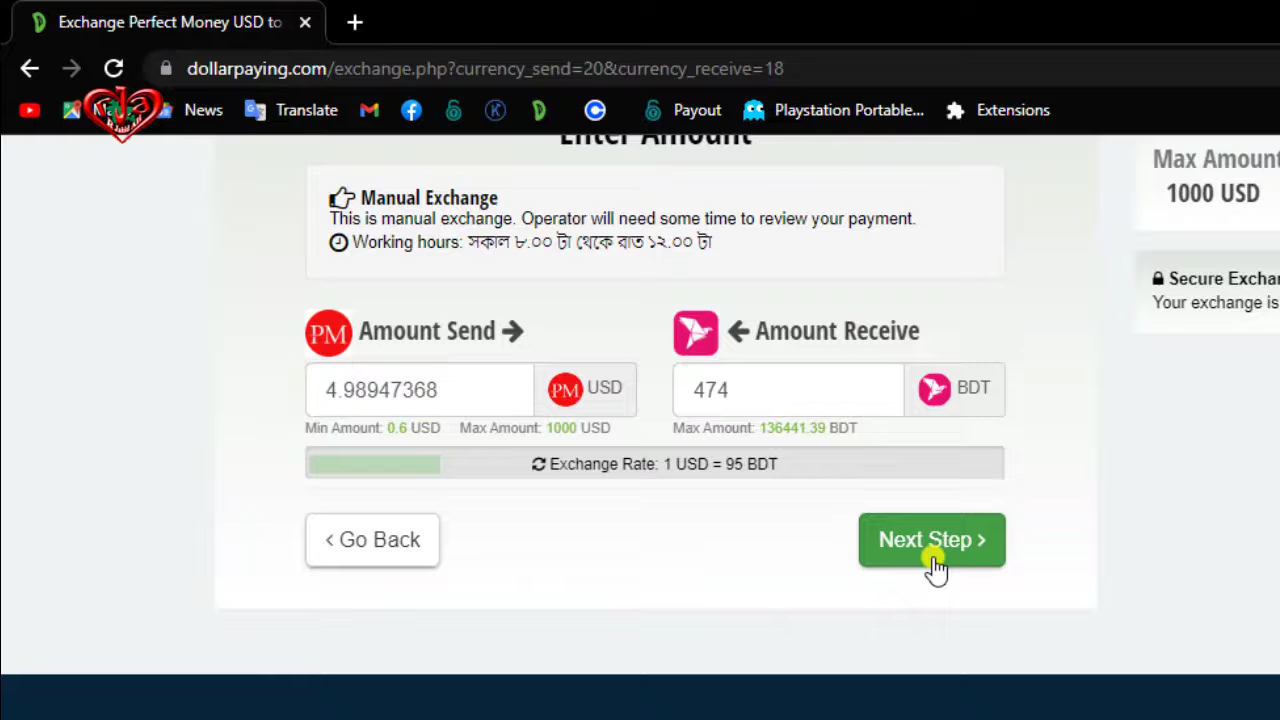 Exchange Perfect Money USD to
dollarpaying.com/exchange.php?currency_send=20&currency_receive=18
News Translate Payout Playstation Portable... Extensions
Enter Amount
Manual Exchange
This is manual exchange. Operator will need some time to review your payment.
Working hours: সকাল ৮.০০ টা থেকে রাত ১২.০০ টা
PM Amount Send
Amount Receive
4.98947368 PM USD
474 BDT
Min Amount: 0.6 USD Max Amount: 1000 USD
Max Amount: 136441.39 BDT
Exchange Rate: 1 USD = 95 BDT
< Go Back
Next Step >
Max Amount
1000 USD
Secure Exchan
Your exchange is